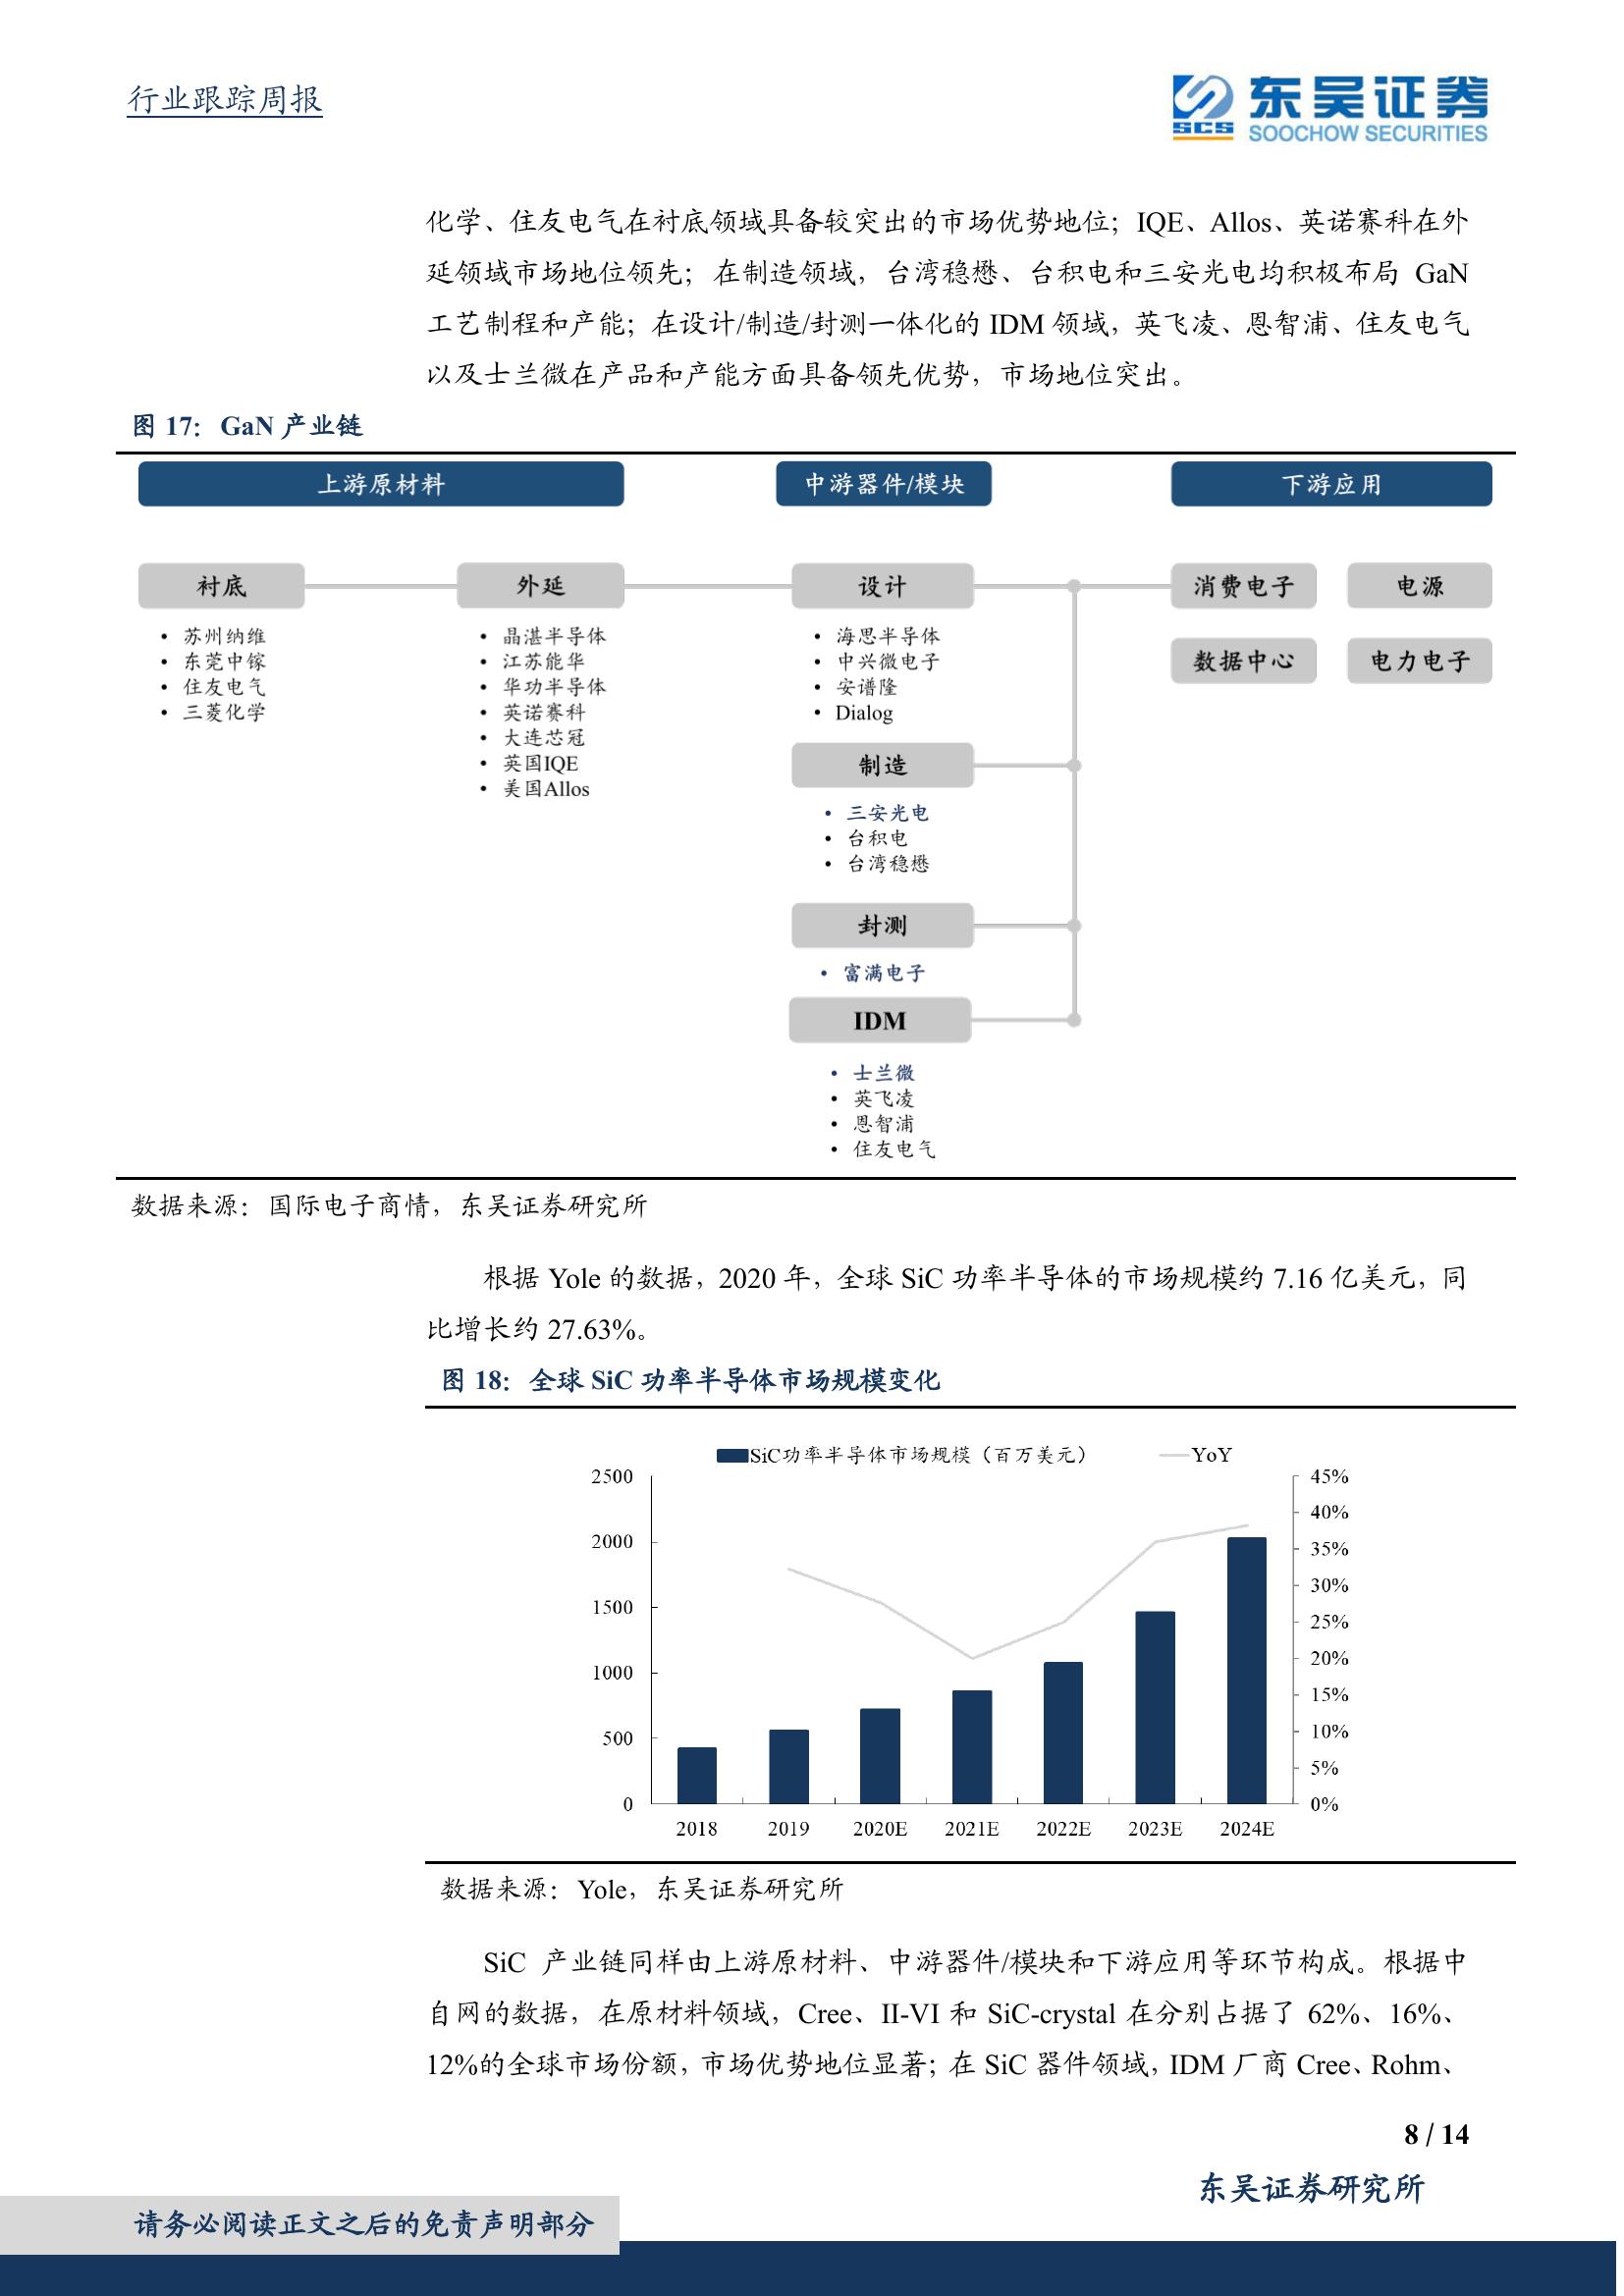 行业跟踪周报
SCS
东吴证券
SOOCHOW SECURITIES
化学、住友电气在衬底领域具备较突出的市场优势地位；IQE、Allos、英诺赛科在外
延领域市场地位领先；在制造领域，台湾稳懋、台积电和三安光电均积极布局 GaN
工艺制程和产能；在设计/制造/封测一体化的 IDM 领域，英飞凌、恩智浦、住友电气
以及士兰微在产品和产能方面具备领先优势，市场地位突出。
图 17：GaN 产业链
上游原材料
中游器件/模块
下游应用
衬底
• 苏州纳维
• 东莞中镓
• 住友电气
• 三菱化学
外延
• 晶湛半导体
• 江苏能华
• 华功半导体
• 英诺赛科
• 大连芯冠
• 英国IQE
• 美国Allos
设计
• 海思半导体
• 中兴微电子
• 安谱隆
• Dialog
制造
• 三安光电
• 台积电
• 台湾稳懋
封测
• 富满电子
IDM
• 士兰微
• 英飞凌
• 恩智浦
• 住友电气
消费电子
电源
数据中心
电力电子
数据来源：国际电子商情，东吴证券研究所
根据 Yole 的数据，2020 年，全球 SiC 功率半导体的市场规模约 7.16 亿美元，同
比增长约 27.63%。
图 18：全球 SiC 功率半导体市场规模变化
SiC功率半导体市场规模（百万美元）
YoY
2500
2000
1500
1000
500
0
45%
40%
35%
30%
25%
20%
15%
10%
5%
0%
2018 2019 2020E 2021E 2022E 2023E 2024E
数据来源：Yole，东吴证券研究所
SiC 产业链同样由上游原材料、中游器件/模块和下游应用等环节构成。根据中
自网的数据，在原材料领域，Cree、II-VI 和 SiC-crystal 在分别占据了 62%、16%、
12%的全球市场份额，市场优势地位显著；在 SiC 器件领域，IDM 厂商 Cree、Rohm、
8 / 14
东吴证券研究所
请务必阅读正文之后的免责声明部分